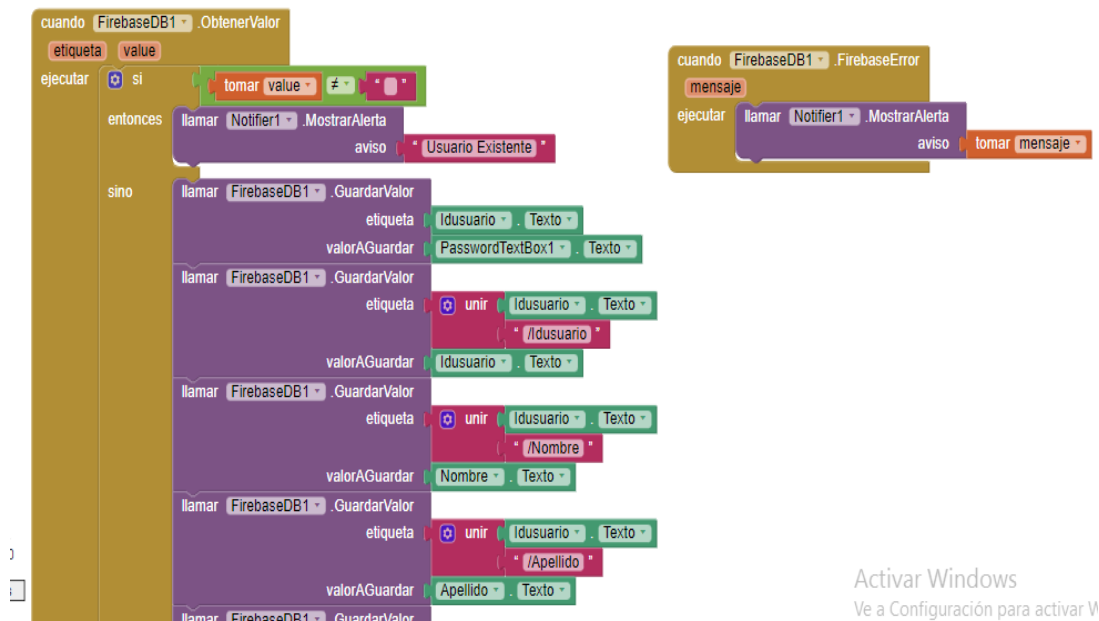 cuando FirebaseDB1 .ObtenerValor
etiqueta value
ejecutar si tomar value ≠ " "
entonces llamar Notifier1 .MostrarAlerta
aviso " Usuario Existente "
sino llamar FirebaseDB1 .GuardarValor
etiqueta Idusuario . Texto
valorAGuardar PasswordTextBox1 . Texto
llamar FirebaseDB1 .GuardarValor
etiqueta unir Idusuario . Texto
" /Idusuario "
valorAGuardar Idusuario . Texto
llamar FirebaseDB1 .GuardarValor
etiqueta unir Idusuario . Texto
" /Nombre "
valorAGuardar Nombre . Texto
llamar FirebaseDB1 .GuardarValor
etiqueta unir Idusuario . Texto
" /Apellido "
valorAGuardar Apellido . Texto
llamar FirebaseDB1 .GuardarValor
cuando FirebaseDB1 .FirebaseError
mensaje
ejecutar llamar Notifier1 .MostrarAlerta
aviso tomar mensaje
Activar Windows
Ve a Configuración para activar